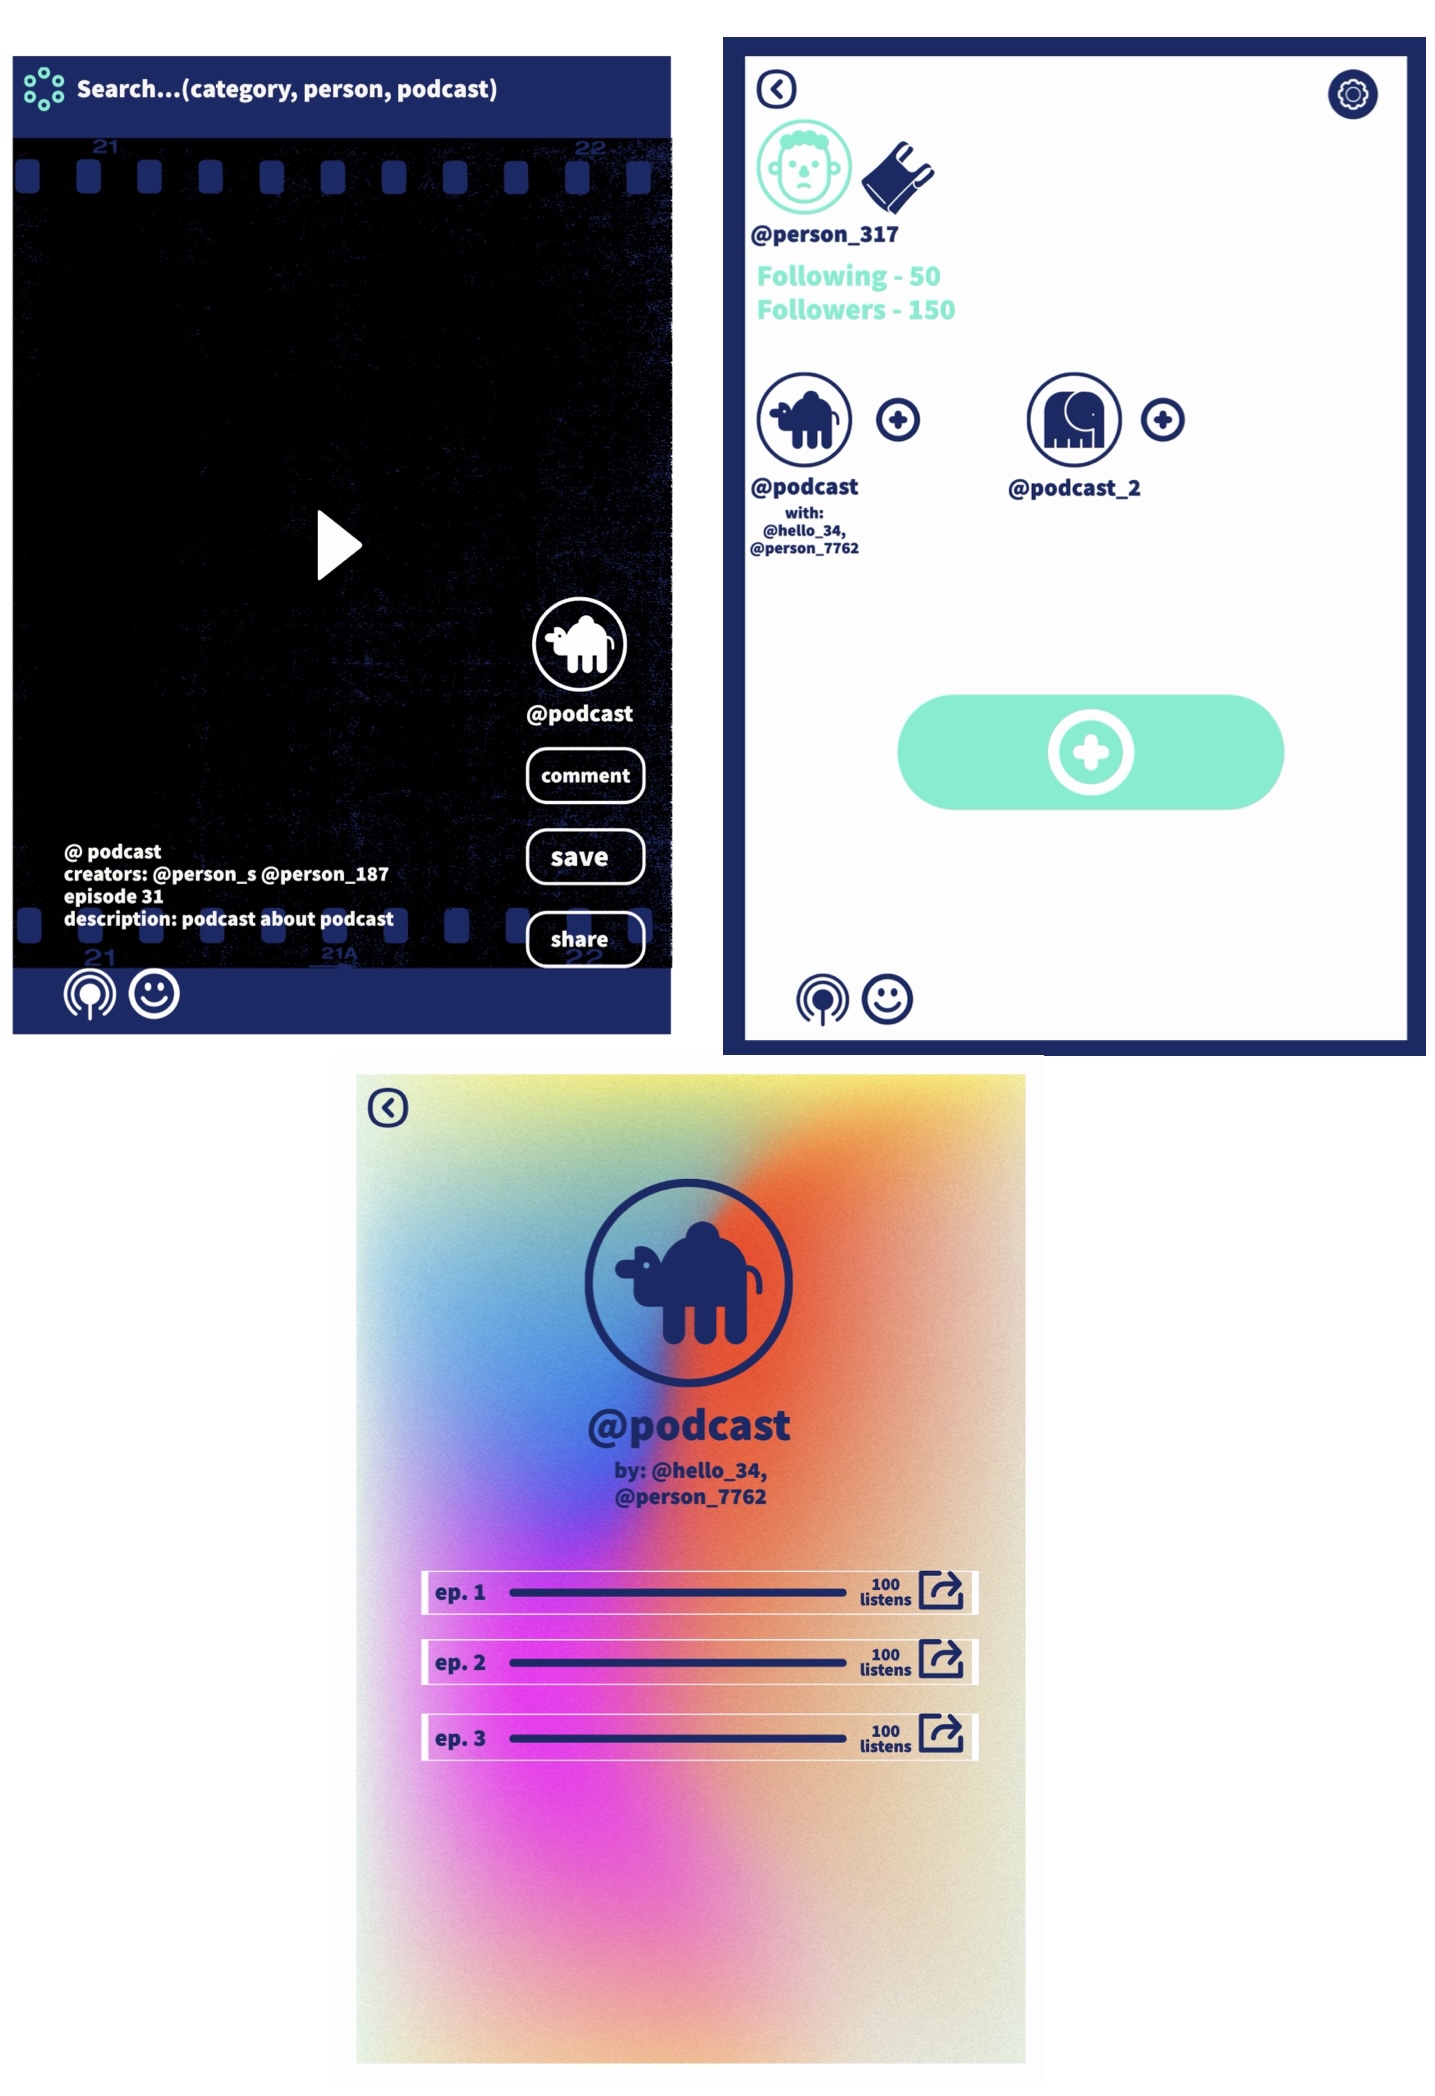 Search...(category, person, podcast)
21
22
@podcast
comment
save
@ podcast
creators: @person_s @person_187
episode 31
description: podcast about podcast
share
21
21A
22
@person_317
Following - 50
Followers - 150
@podcast
with:
@hello_34,
@person_7762
@podcast_2
@podcast
by: @hello_34,
@person_7762
ep. 1
100
listens
ep. 2
100
listens
ep. 3
100
listens